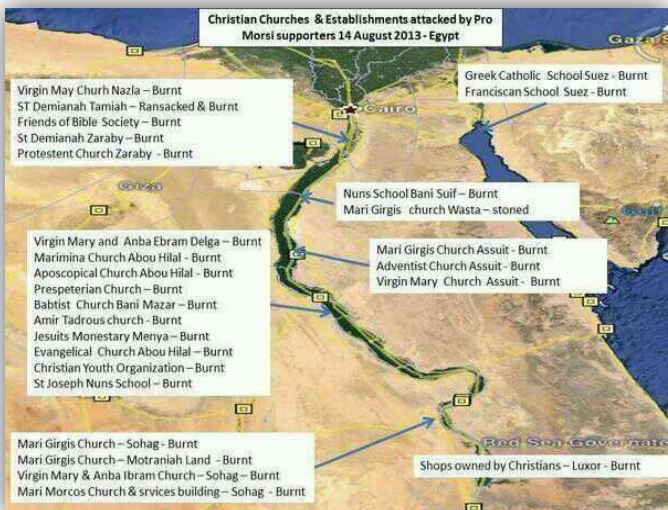 Christian Churches & Establishments attacked by Pro
Morsi supporters 14 August 2013 - Egypt
Gaza S
Virgin May Churh Nazla – Burnt
ST Demianah Tamiah – Ransacked & Burnt
Friends of Bible Society – Burnt
St Demianah Zaraby – Burnt
Protestent Church Zaraby - Burnt
Greek Catholic School Suez - Burnt
Franciscan School Suez - Burnt
Cairo
Giza
Nuns School Bani Suif – Burnt
Mari Girgis church Wasta – stoned
Gulf
Virgin Mary and Anba Ebram Delga – Burnt
Marimina Church Abou Hilal - Burnt
Aposcopical Church Abou Hilal - Burnt
Prespeterian Church – Burnt
Babtist Church Bani Mazar – Burnt
Amir Tadrous church - Burnt
Jesuits Monestary Menya – Burnt
Evangelical Church Abou Hilal – Burnt
Christian Youth Organization – Burnt
St Joseph Nuns School – Burnt
Mari Girgis Church Assuit - Burnt
Adventist Church Assuit - Burnt
Virgin Mary Church Assuit - Burnt
Mari Girgis Church – Sohag - Burnt
Mari Girgis Church – Motraniah Land - Burnt
Virgin Mary & Anba Ibram Church – Sohag – Burnt
Mari Morcos Church & srvices building – Sohag - Burnt
Red Sea Governate
Shops owned by Christians – Luxor - Burnt